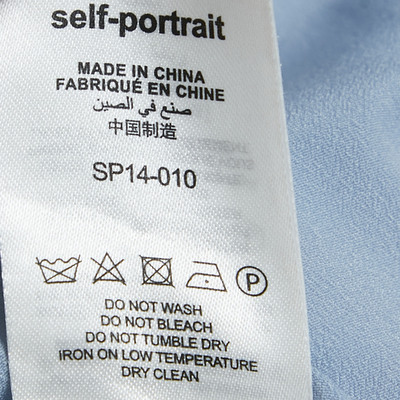 self-portrait
MADE IN CHINA
FABRIQUÉ EN CHINE
صنع في الصين
中国制造
SP14-010
P
DO NOT WASH
DO NOT BLEACH
DO NOT TUMBLE DRY
IRON ON LOW TEMPERATURE
DRY CLEAN